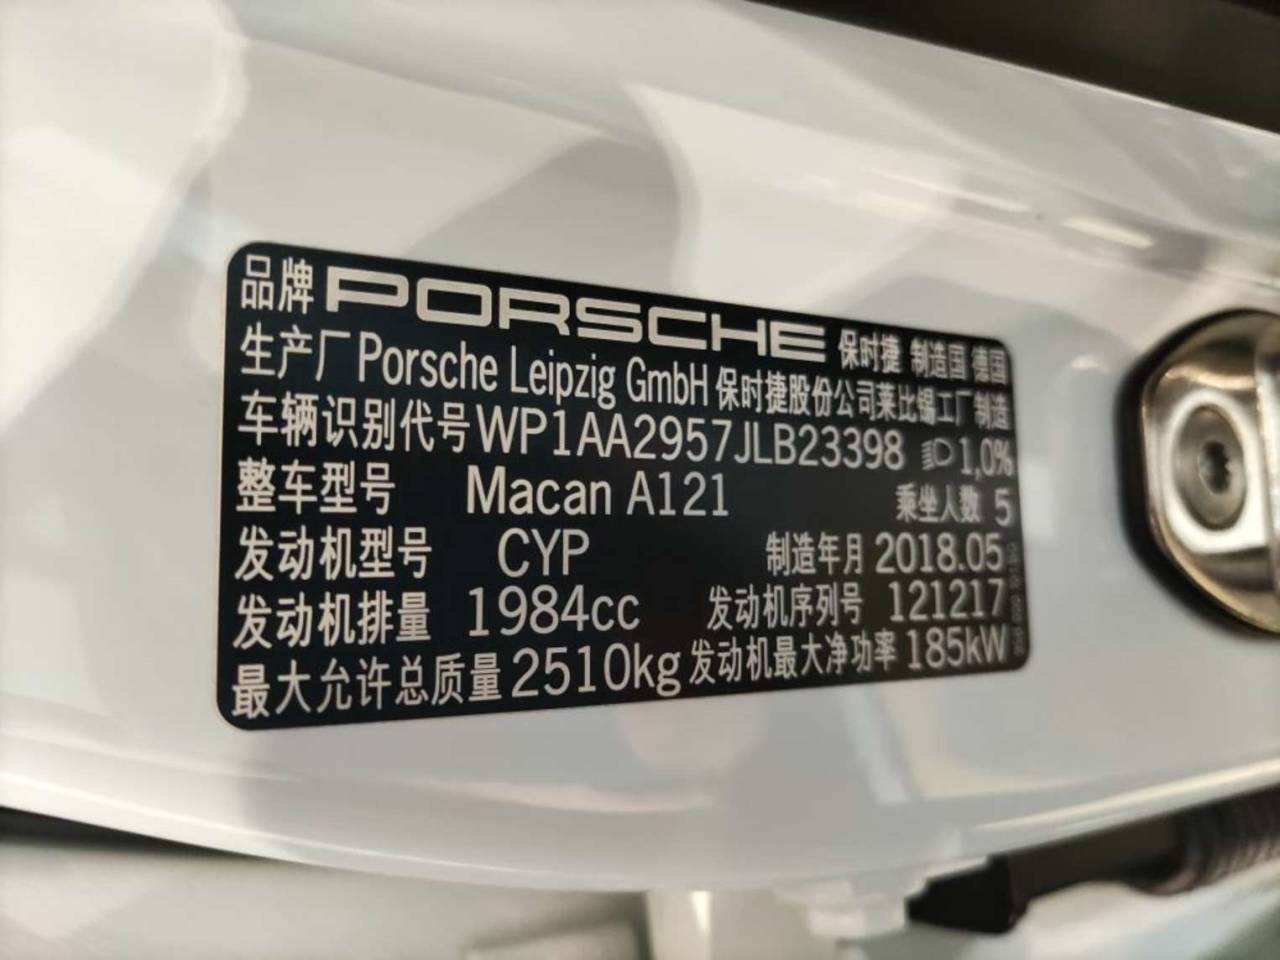 品牌 PORSCHE 保时捷 制造国 德国
生产厂 Porsche Leipzig GmbH 保时捷股份公司莱比锡工厂制造
车辆识别代号 WP1AA2957JLB23398 1,0%
整车型号 Macan A121 乘坐人数 5
发动机型号 CYP 制造年月 2018.05
发动机排量 1984cc 发动机序列号 121217
最大允许总质量 2510kg 发动机最大净功率 185kW